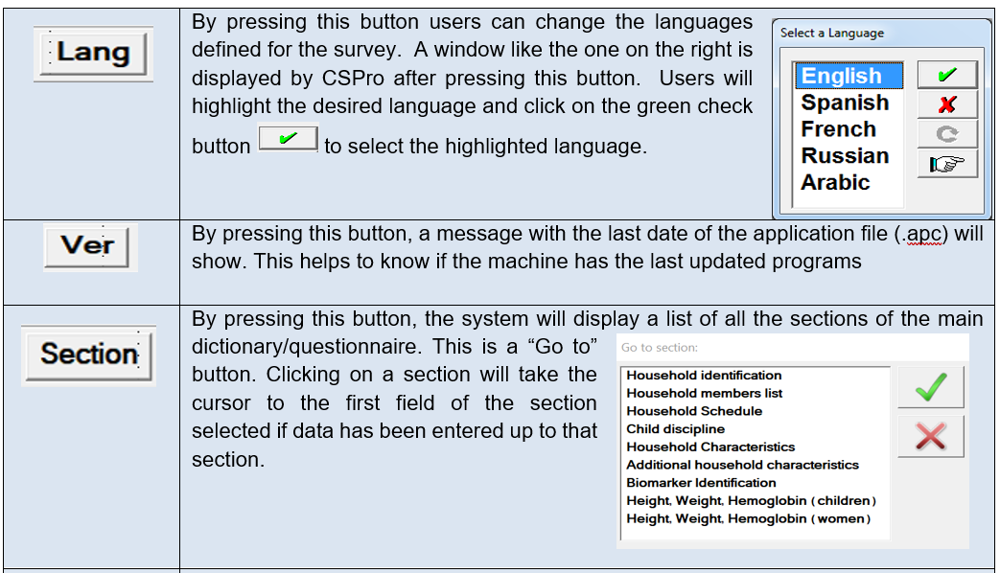 Lang
By pressing this button users can change the languages
defined for the survey.  A window like the one on the right is
displayed by CSPro after pressing this button.  Users will
highlight the desired language and click on the green check
button to select the highlighted language.
Select a Language
English
Spanish
French
Russian
Arabic
Ver
By pressing this button, a message with the last date of the application file (.apc) will
show. This helps to know if the machine has the last updated programs
Section
By pressing this button, the system will display a list of all the sections of the main
dictionary/questionnaire. This is a “Go to”
button. Clicking on a section will take the
cursor to the first field of the section
selected if data has been entered up to that
section.
Go to section:
Household identification
Household members list
Household Schedule
Child discipline
Household Characteristics
Additional household characteristics
Biomarker Identification
Height, Weight, Hemoglobin ( children )
Height, Weight, Hemoglobin ( women )